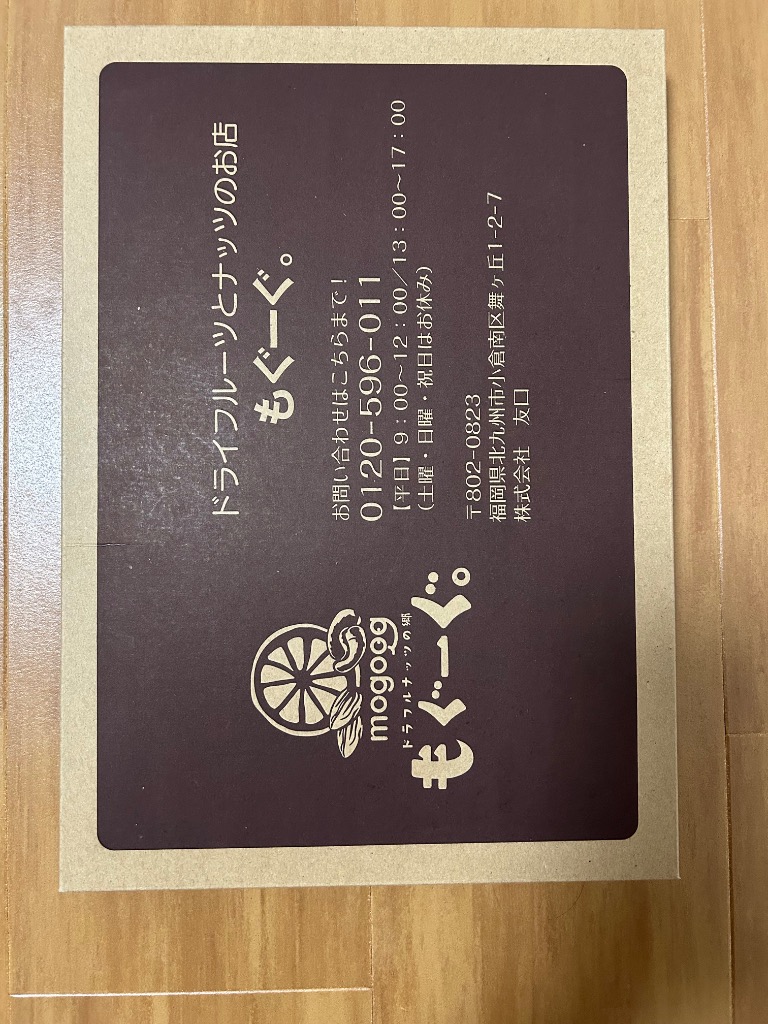 ドライフルーツとナッツのお店
もぐーぐ。
お問い合わせはこちらまで！
0120-596-011
【平日】9：00〜12：00／13：00〜17：00
（土曜・日曜・祝日はお休み）
〒802-0823
福岡県北九州市小倉南区舞ヶ丘1-2-7
株式会社　友口
mogoog
ドラフルナッツの郷
もぐーぐ。